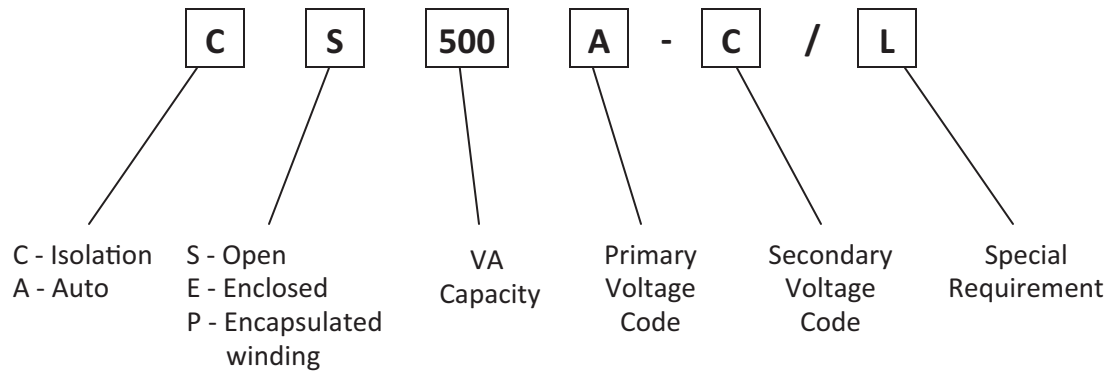 C S 500 A - C / L
C - Isolation
A - Auto
S - Open
E - Enclosed
P - Encapsulated
winding
VA
Capacity
Primary
Voltage
Code
Secondary
Voltage
Code
Special
Requirement